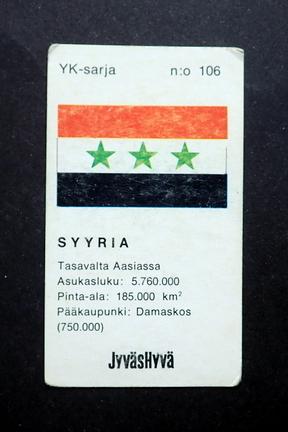 YK-sarja n:o 106
SYYRIA
Tasavalta Aasiassa
Asukasluku: 5.760.000
Pinta-ala: 185.000 km²
Pääkaupunki: Damaskos
(750.000)
JyväsHyvä